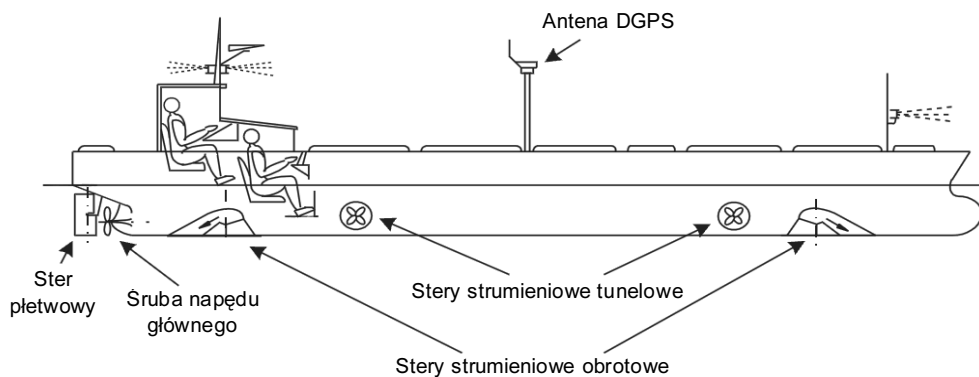 Antena DGPS
Ster
płetwowy
Śruba napędu
głównego
Stery strumieniowe tunelowe
Stery strumieniowe obrotowe